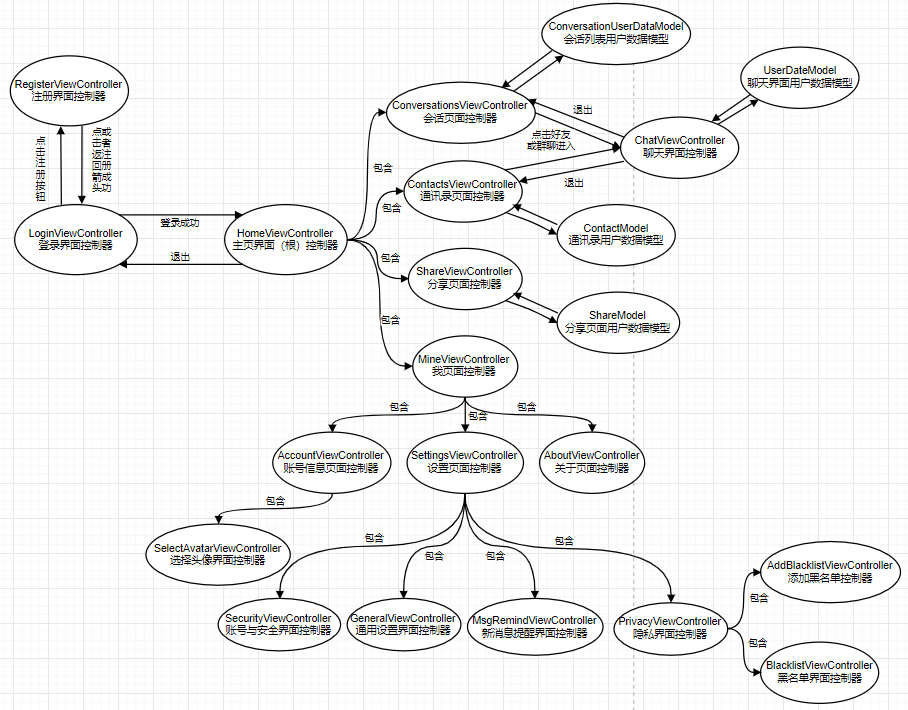 ConversationUserDataModel
会话列表用户数据模型
UserDateModel
聊天界面用户数据模型
RegisterViewController
注册界面控制器
ConversationsViewController
会话页面控制器
退出
点击好友
或群聊进入
ChatViewController
聊天界面控制器
点
击
注
册
按
钮
点或
击者
返注
回册
箭成
头功
包含
ContactsViewController
通讯录页面控制器
退出
包含
LoginViewController
登录界面控制器
登录成功
退出
HomeViewController
主页界面（根）控制器
ContactModel
通讯录用户数据模型
包含
ShareViewController
分享页面控制器
包含
ShareModel
分享页面用户数据模型
MineViewController
我页面控制器
包含
包含
包含
AccountViewController
账号信息页面控制器
SettingsViewController
设置页面控制器
AboutViewController
关于页面控制器
包含
SelectAvatarViewController
选择头像界面控制器
包含
包含
包含
包含
AddBlacklistViewController
添加黑名单控制器
包含
SecurityViewController
账号与安全界面控制器
GeneralViewController
通用设置界面控制器
MsgRemindViewController
新消息提醒界面控制器
PrivacyViewController
隐私界面控制器
包含
BlacklistViewController
黑名单界面控制器